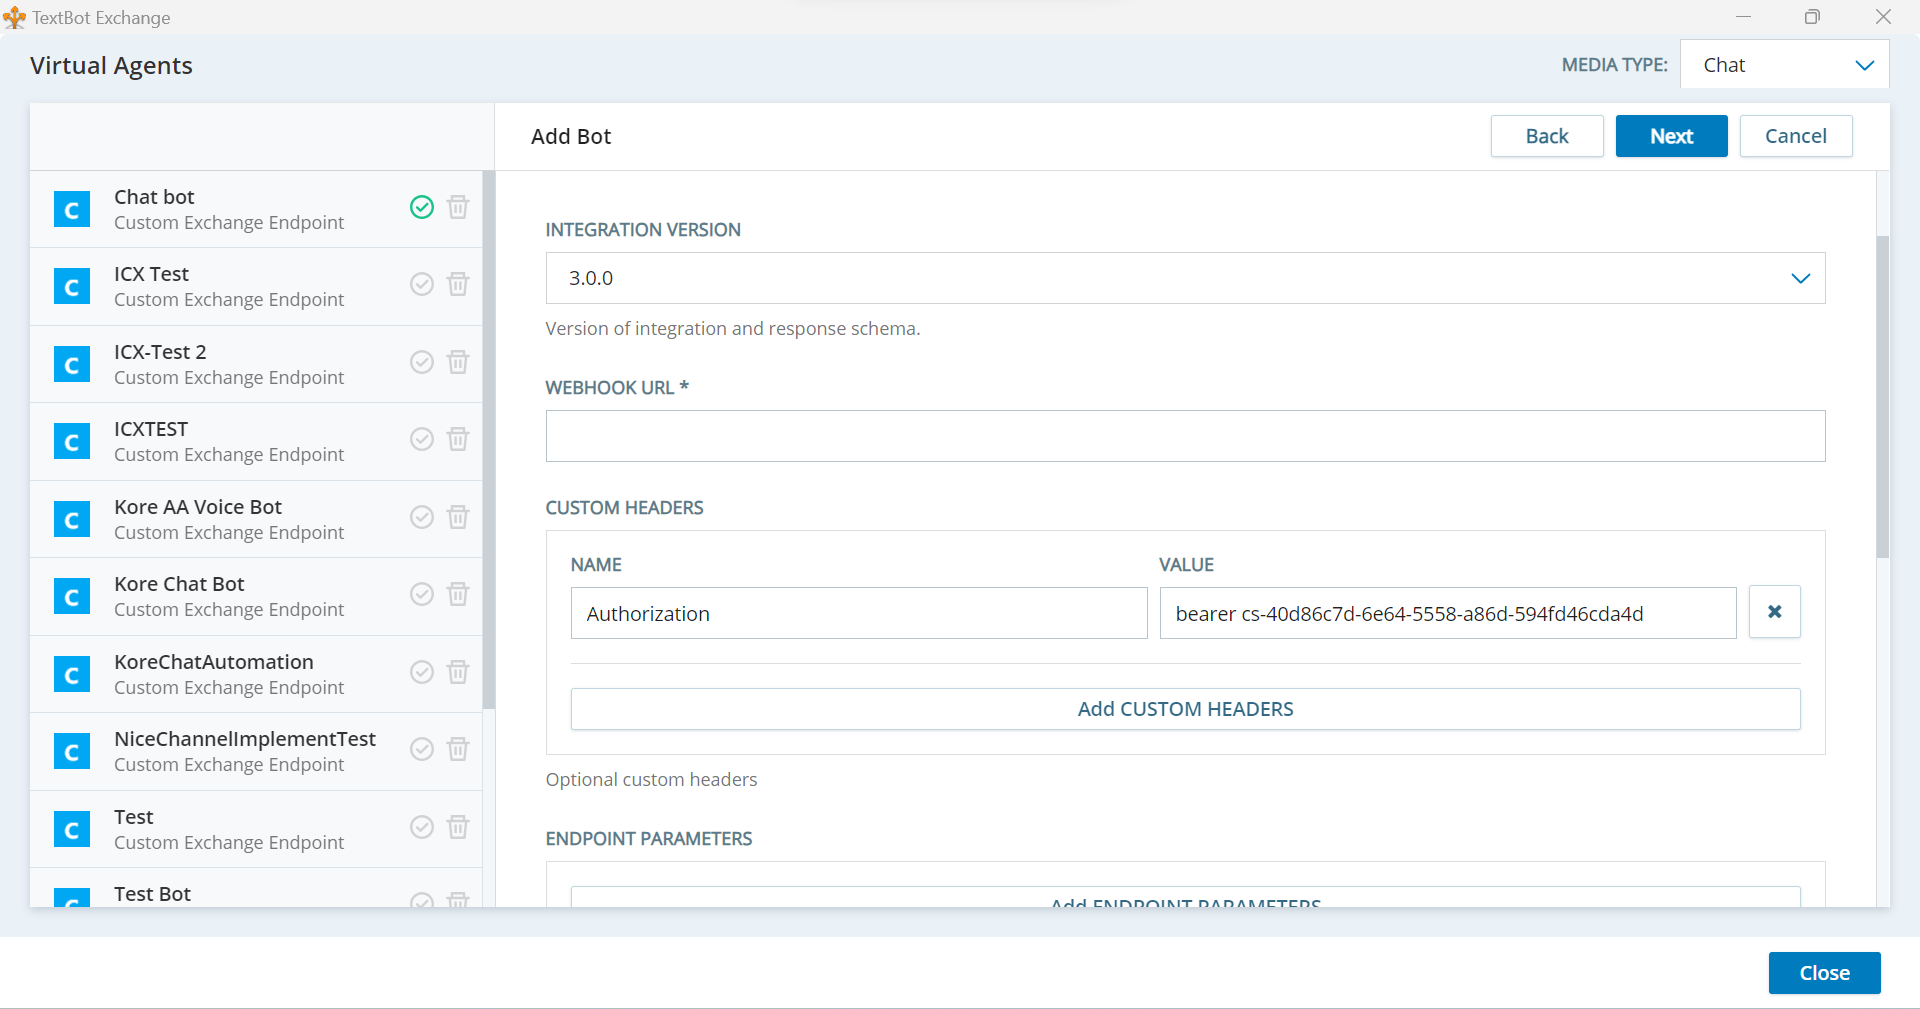 TextBot Exchange
Virtual Agents
MEDIA TYPE: Chat
Add Bot
Back
Next
Cancel
C Chat bot
Custom Exchange Endpoint
C ICX Test
Custom Exchange Endpoint
C ICX-Test 2
Custom Exchange Endpoint
C ICXTEST
Custom Exchange Endpoint
C Kore AA Voice Bot
Custom Exchange Endpoint
C Kore Chat Bot
Custom Exchange Endpoint
C KoreChatAutomation
Custom Exchange Endpoint
C NiceChannelImplementTest
Custom Exchange Endpoint
C Test
Custom Exchange Endpoint
C Test Bot
INTEGRATION VERSION
3.0.0
Version of integration and response schema.
WEBHOOK URL *
CUSTOM HEADERS
NAME VALUE
Authorization bearer cs-40d86c7d-6e64-5558-a86d-594fd46cda4d
Add CUSTOM HEADERS
Optional custom headers
ENDPOINT PARAMETERS
Add ENDPOINT PARAMETERS
Close